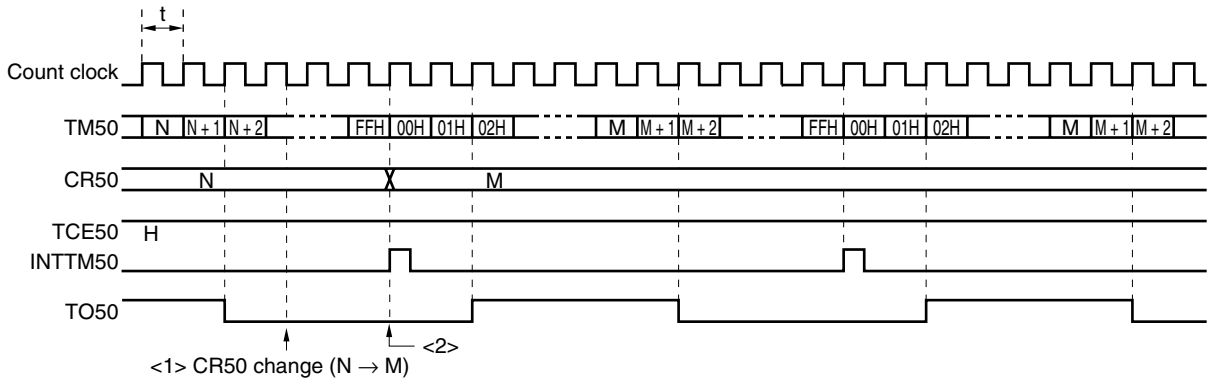 t
Count clock
TM50 N N + 1 N + 2 FFH 00H 01H 02H M M + 1 M + 2 FFH 00H 01H 02H M M + 1 M + 2
CR50 N M
TCE50 H
INTTM50
TO50
<2>
<1> CR50 change (N → M)